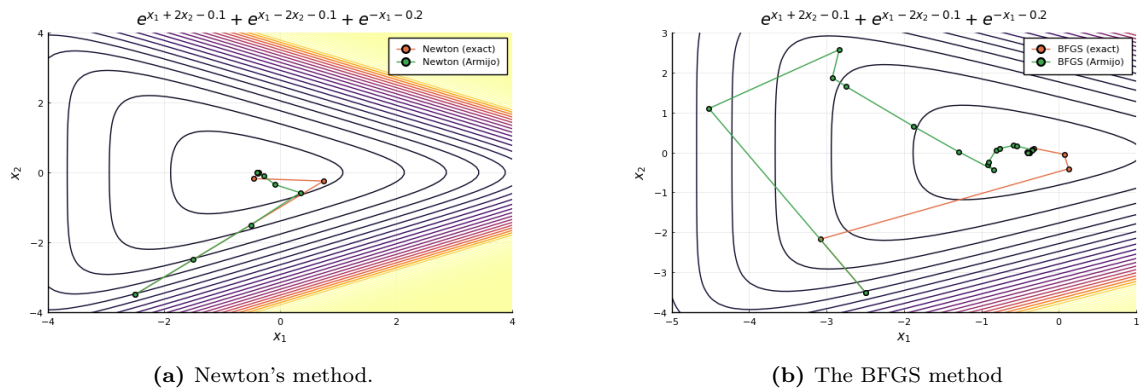 e^{x_1+2x_2−0.1} + e^{x_1−2x_2−0.1} + e^{−x_1−0.2}
4
2
0
−2
−4
x_2
Newton (exact)
Newton (Armijo)
−4
−2
0
2
4
x_1
(a) Newton's method.
e^{x_1+2x_2−0.1} + e^{x_1−2x_2−0.1} + e^{−x_1−0.2}
3
2
1
0
−1
−2
−3
−4
x_2
BFGS (exact)
BFGS (Armijo)
−5
−4
−3
−2
−1
0
1
x_1
(b) The BFGS method